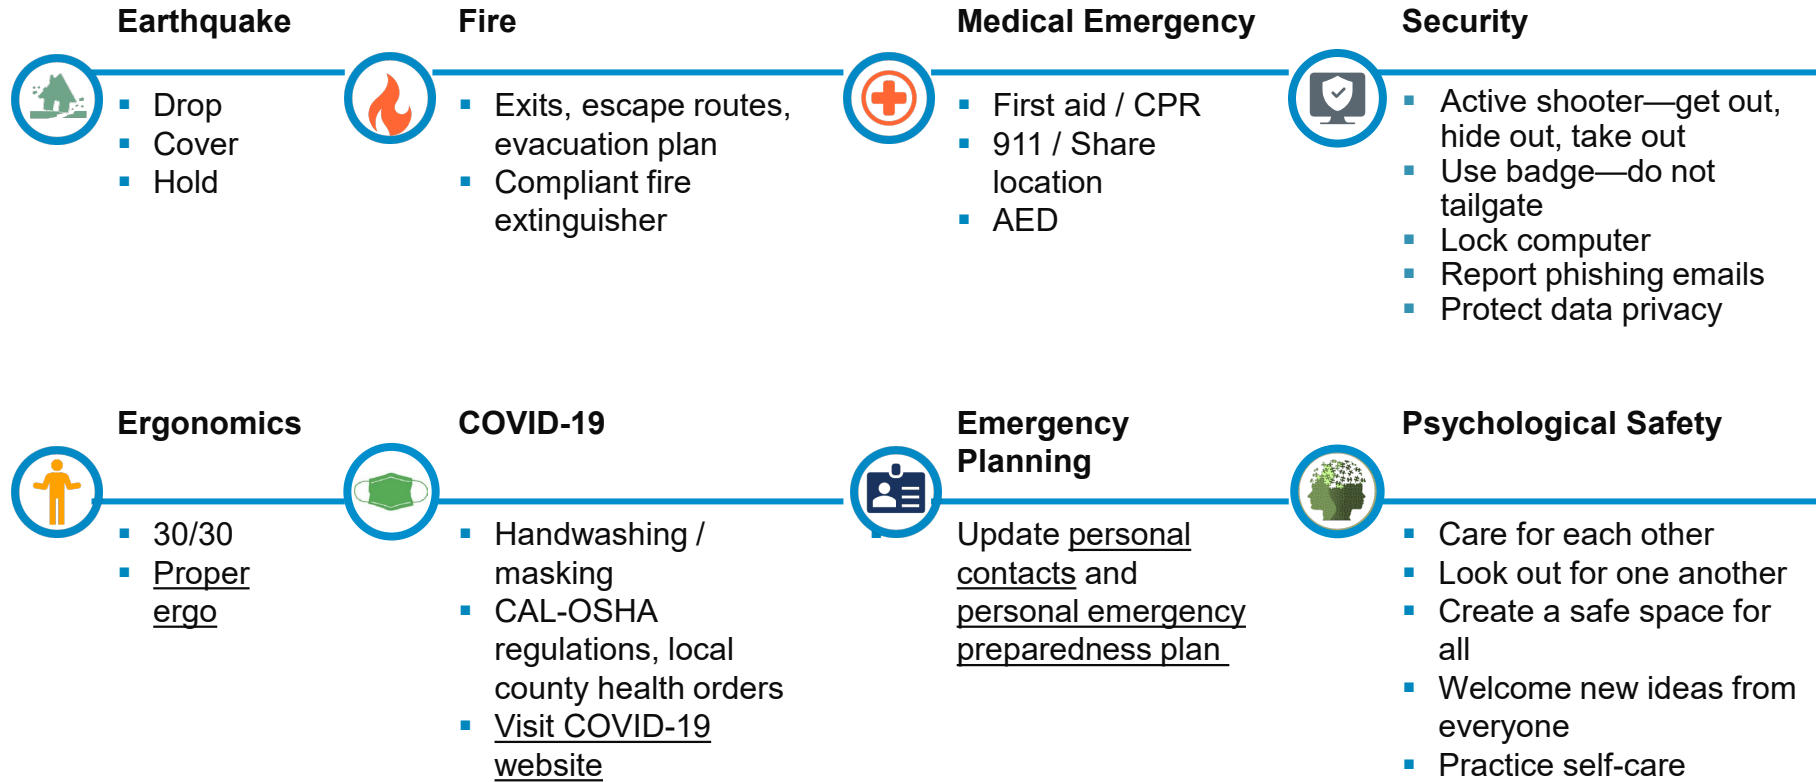 Earthquake
Drop
Cover
Hold
Fire
Exits, escape routes,
evacuation plan
Compliant fire
extinguisher
Medical Emergency
First aid / CPR
911 / Share
location
AED
Security
Active shooter—get out,
hide out, take out
Use badge—do not
tailgate
Lock computer
Report phishing emails
Protect data privacy
Ergonomics
30/30
Proper
ergo
COVID-19
Handwashing /
masking
CAL-OSHA
regulations, local
county health orders
Visit COVID-19
website
Emergency
Planning
Update personal
contacts and
personal emergency
preparedness plan
Psychological Safety
Care for each other
Look out for one another
Create a safe space for
all
Welcome new ideas from
everyone
Practice self-care